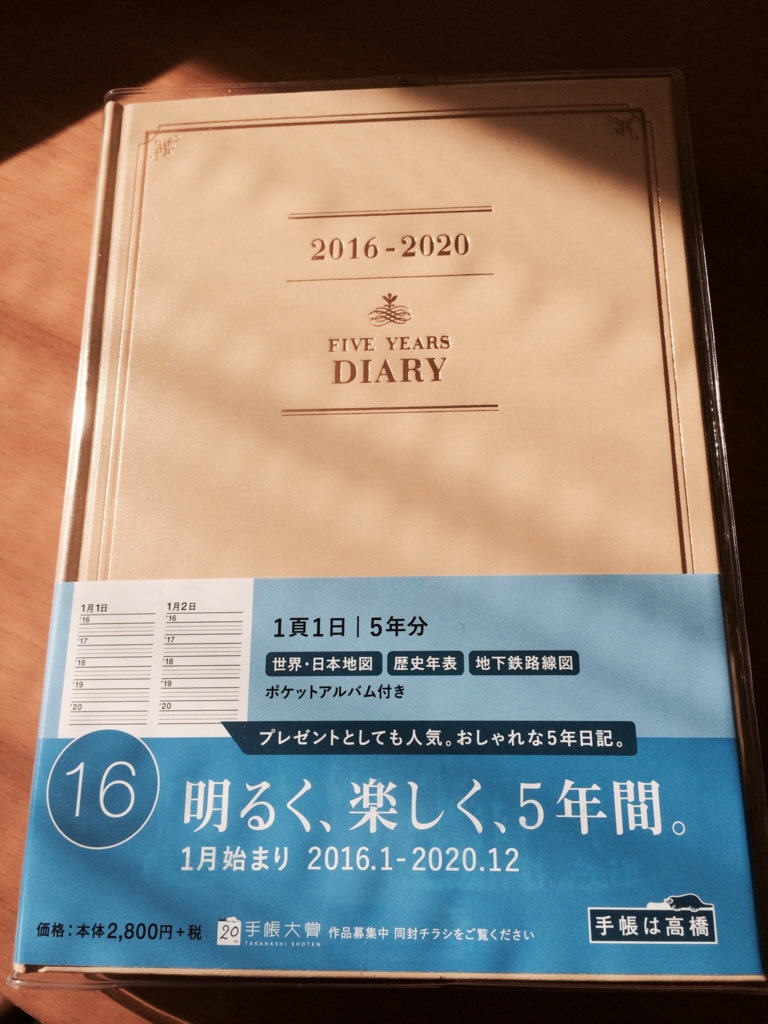 2016-2020
FIVE YEARS
DIARY
1月1日
'16
'17
'18
'19
'20
1月2日
'16
'17
'18
'19
'20
1頁1日|5年分
世界・日本地図 歴史年表 地下鉄路線図
ポケットアルバム付き
プレゼントとしても人気。おしゃれな5年日記。
16
明るく、楽しく、5年間。
1月始まり 2016.1-2020.12
価格：本体2,800円+税
20th
手帳大賞
TAKAHASHI SHOTEN
作品募集中 同封チラシをご覧ください
手帳は高橋